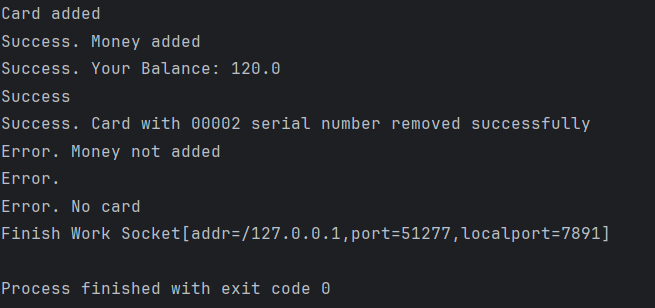 Card added
Success. Money added
Success. Your Balance: 120.0
Success
Success. Card with 00002 serial number removed successfully
Error. Money not added
Error.
Error. No card
Finish Work Socket[addr=/127.0.0.1,port=51277,localport=7891]
Process finished with exit code 0